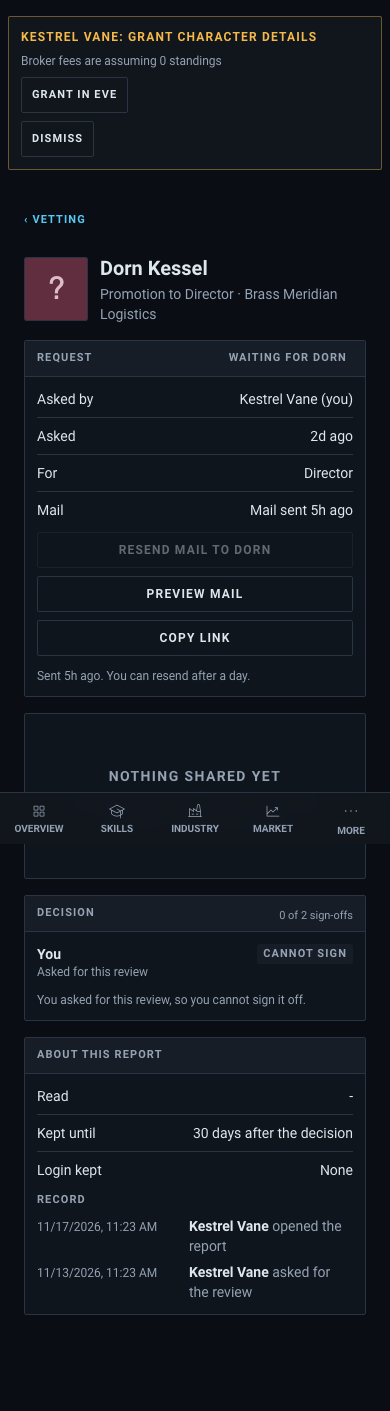 KESTREL VANE: GRANT CHARACTER DETAILS
Broker fees are assuming 0 standings
GRANT IN EVE
DISMISS
‹ VETTING
?
Dorn Kessel
Promotion to Director · Brass Meridian
Logistics
REQUEST WAITING FOR DORN
Asked by Kestrel Vane (you)
Asked 2d ago
For Director
Mail Mail sent 5h ago
RESEND MAIL TO DORN
PREVIEW MAIL
COPY LINK
Sent 5h ago. You can resend after a day.
NOTHING SHARED YET
OVERVIEW SKILLS INDUSTRY MARKET MORE
DECISION 0 of 2 sign-offs
You CANNOT SIGN
Asked for this review
You asked for this review, so you cannot sign it off.
ABOUT THIS REPORT
Read -
Kept until 30 days after the decision
Login kept None
RECORD
11/17/2026, 11:23 AM Kestrel Vane opened the
report
11/13/2026, 11:23 AM Kestrel Vane asked for
the review